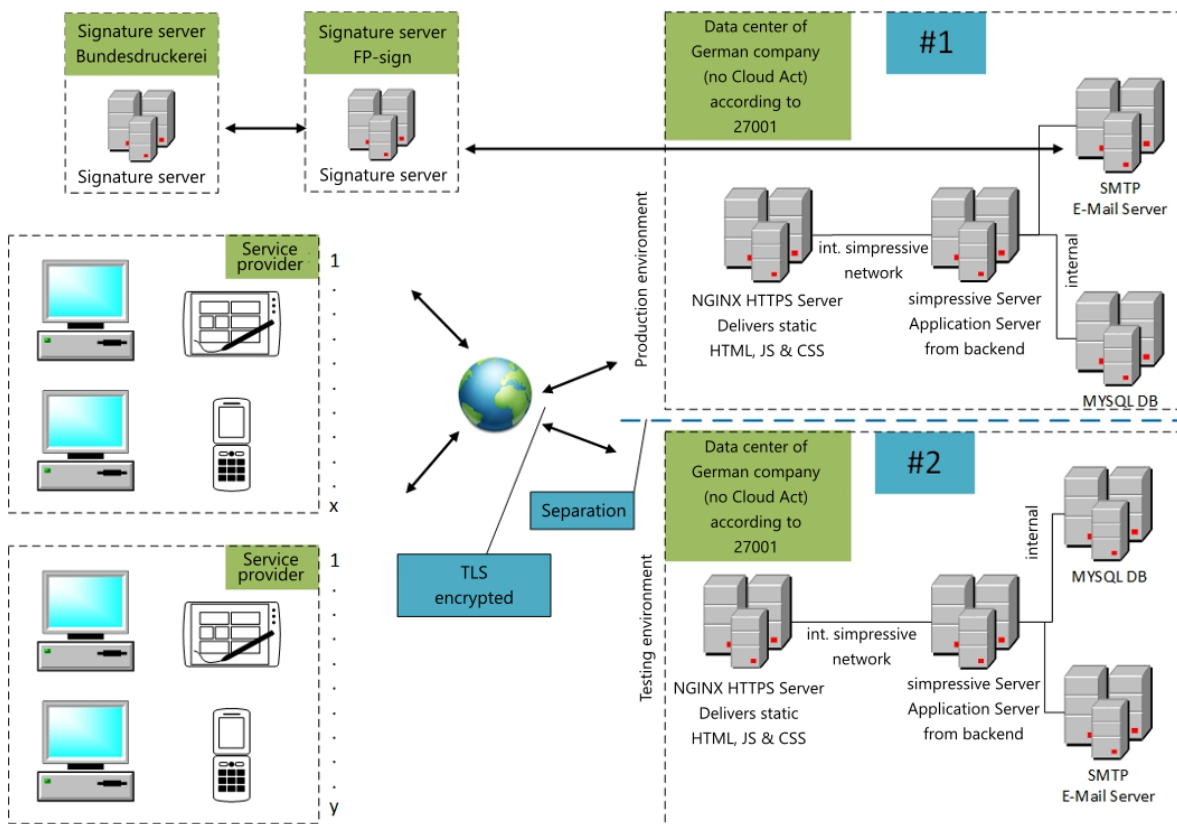 Signature server
Bundesdruckerei
Signature server
Signature server
FP-sign
Signature server
Data center of
German company
(no Cloud Act)
according to
27001
#1
Production environment
SMTP
E-Mail Server
int. simpressive
network
internal
NGINX HTTPS Server
Delivers static
HTML, JS & CSS
simpressive Server
Application Server
from backend
MYSQL DB
Service
provider
1
.
.
.
.
.
.
.
.
x
Service
provider
1
.
.
.
.
.
.
.
.
y
TLS
encrypted
Separation
Data center of
German company
(no Cloud Act)
according to
27001
#2
Testing environment
internal
MYSQL DB
int. simpressive
network
NGINX HTTPS Server
Delivers static
HTML, JS & CSS
simpressive Server
Application Server
from backend
SMTP
E-Mail Server